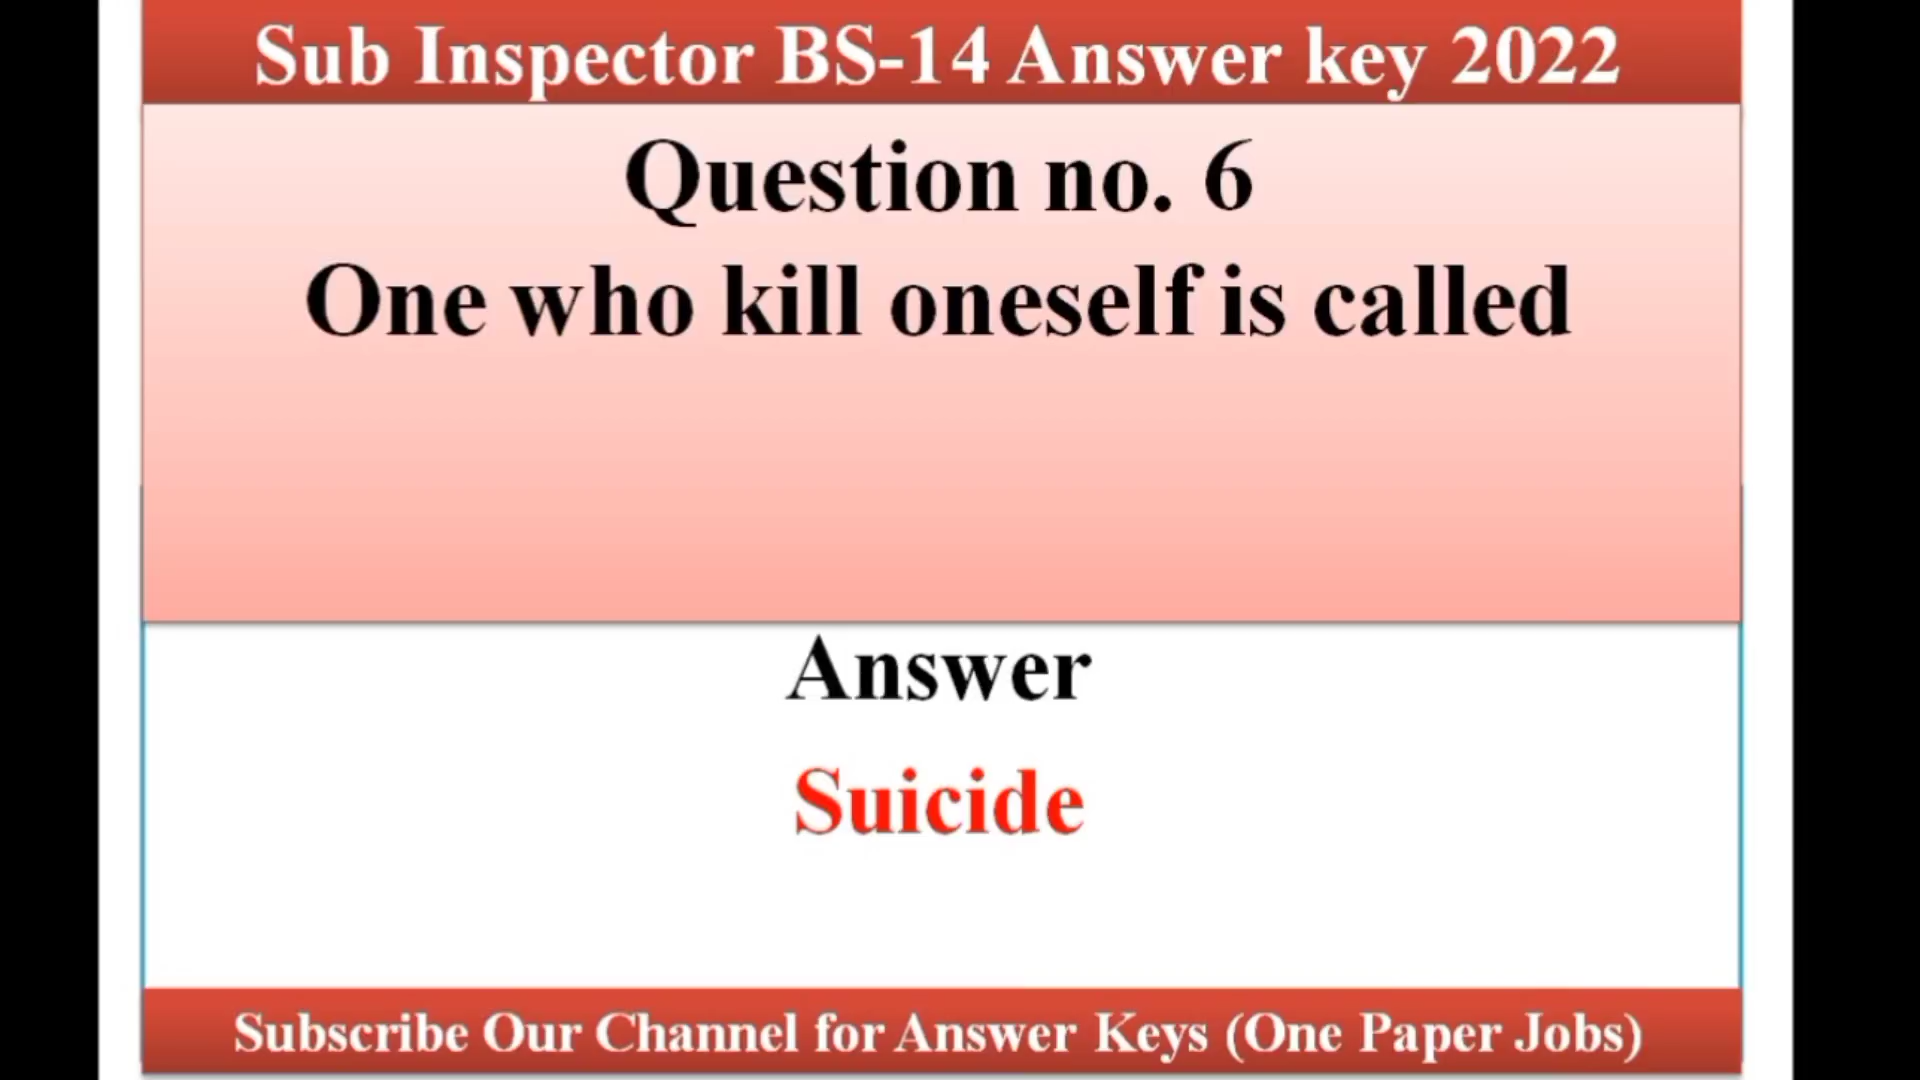 Sub Inspector BS-14 Answer key 2022
Question no. 6
One who kill oneself is called
Answer
Suicide
Subscribe Our Channel for Answer Keys (One Paper Jobs)